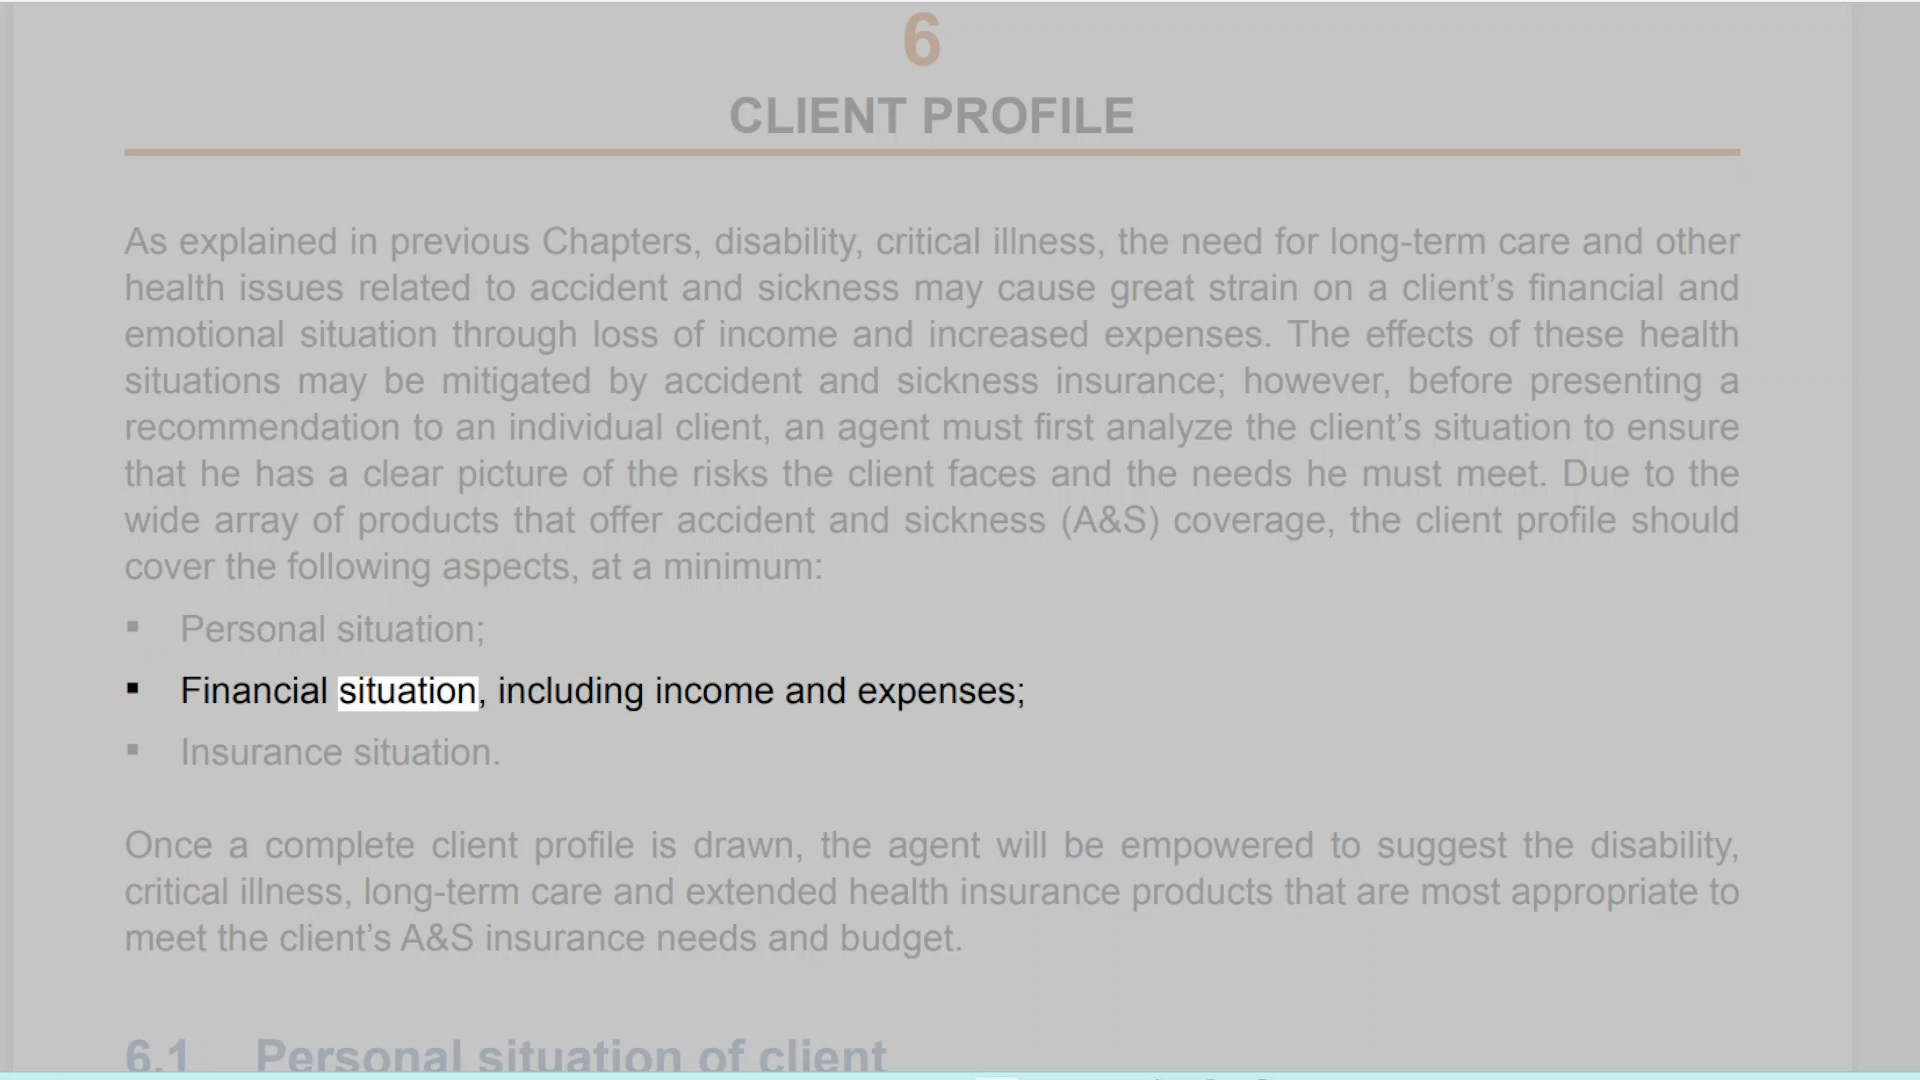 6
CLIENT PROFILE
As explained in previous Chapters, disability, critical illness, the need for long-term care and other
health issues related to accident and sickness may cause great strain on a client’s financial and
emotional situation through loss of income and increased expenses. The effects of these health
situations may be mitigated by accident and sickness insurance; however, before presenting a
recommendation to an individual client, an agent must first analyze the client’s situation to ensure
that he has a clear picture of the risks the client faces and the needs he must meet. Due to the
wide array of products that offer accident and sickness (A&S) coverage, the client profile should
cover the following aspects, at a minimum:
▪ Personal situation;
▪ Financial situation, including income and expenses;
▪ Insurance situation.
Once a complete client profile is drawn, the agent will be empowered to suggest the disability,
critical illness, long-term care and extended health insurance products that are most appropriate to
meet the client’s A&S insurance needs and budget.
6.1 Personal situation of client